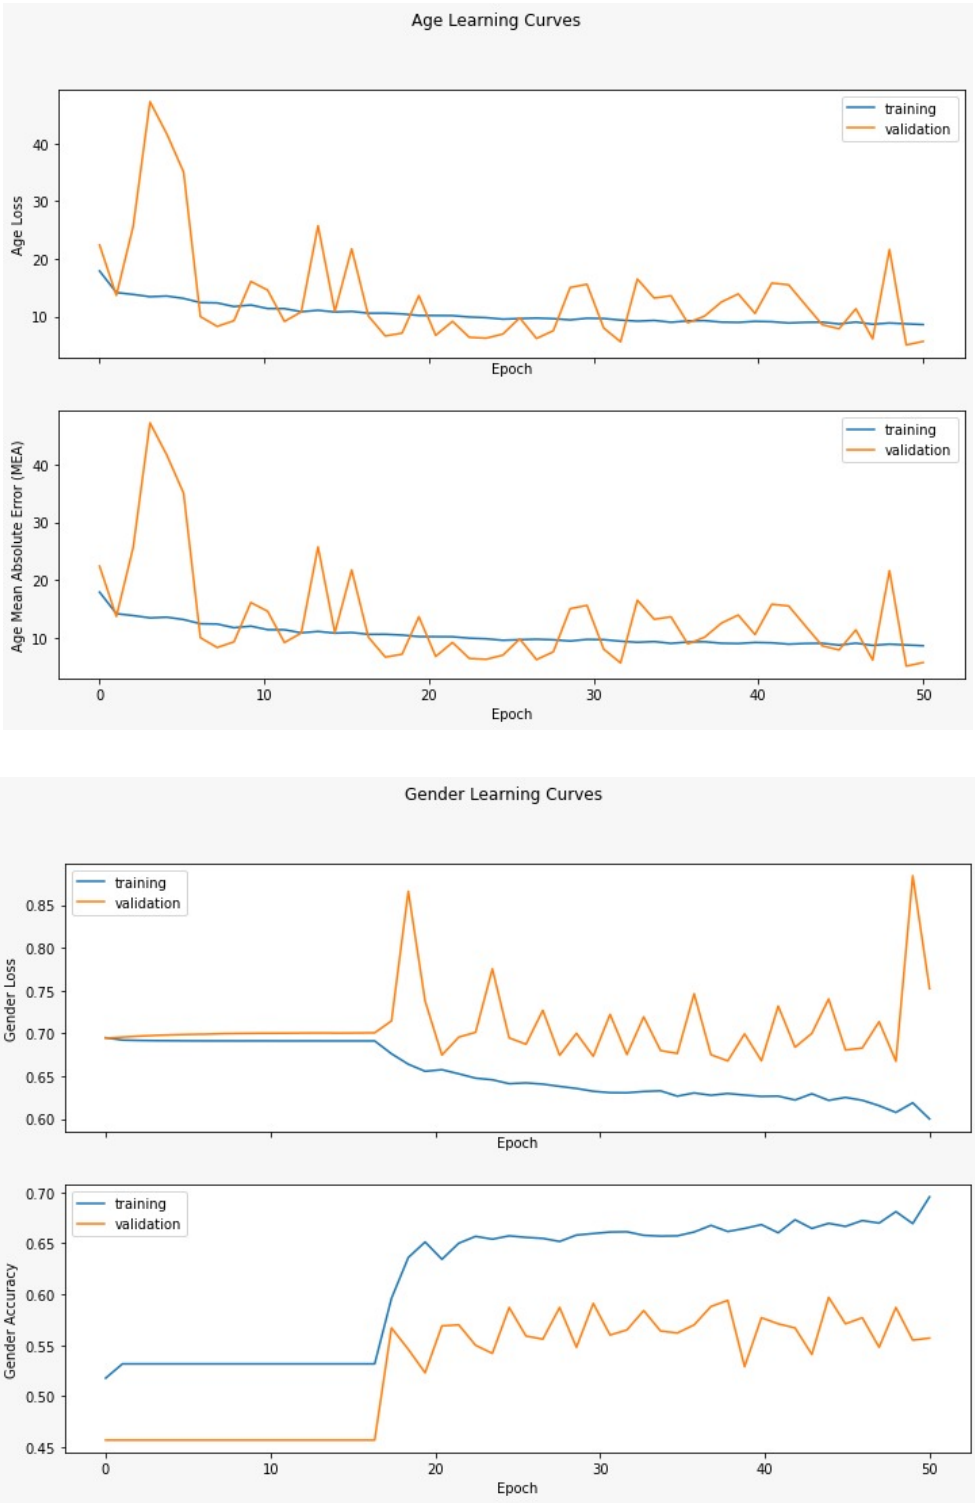 Age Learning Curves
training
validation
40
30
20
10
Age Loss
Epoch
training
validation
40
30
20
10
Age Mean Absolute Error (MEA)
0 10 20 30 40 50
Epoch
Gender Learning Curves
training
validation
0.85
0.80
0.75
0.70
0.65
0.60
Gender Loss
Epoch
training
validation
0.70
0.65
0.60
0.55
0.50
0.45
Gender Accuracy
0 10 20 30 40 50
Epoch